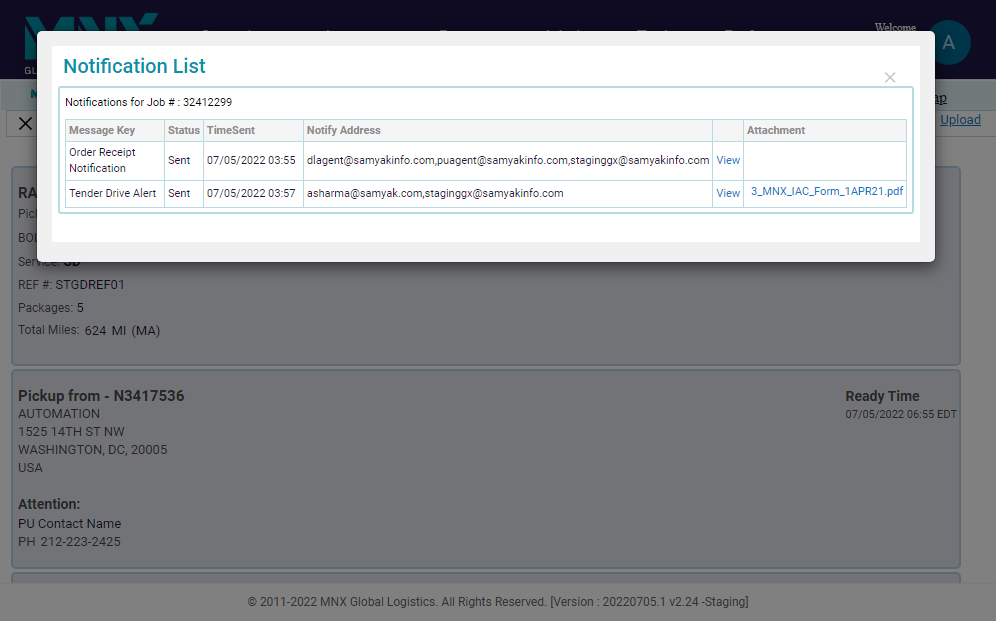 MNX
Welcome
A
GL
Notification List
Notifications for Job # : 32412299
Message Key Status TimeSent Notify Address Attachment
Order Receipt
Notification
Sent 07/05/2022 03:55 dlagent@samyakinfo.com,puagent@samyakinfo.com,staginggx@samyakinfo.com View
Tender Drive Alert Sent 07/05/2022 03:57 asharma@samyak.com,staginggx@samyakinfo.com View 3_MNX_IAC_Form_1APR21.pdf
Upload
REF #: STGDREF01
Packages: 5
Total Miles: 624 MI (MA)
Pickup from - N3417536 Ready Time
AUTOMATION 07/05/2022 06:55 EDT
1525 14TH ST NW
WASHINGTON, DC, 20005
USA
Attention:
PU Contact Name
PH 212-223-2425
© 2011-2022 MNX Global Logistics. All Rights Reserved. [Version : 20220705.1 v2.24 -Staging]